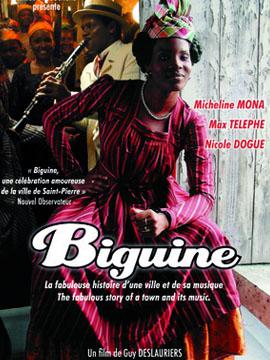 présente
Micheline MONA
Max TELEPHE
Nicole DOGUE
« Biguine,
une célébration amoureuse
de la ville de Saint-Pierre »
Nouvel Observateur
Biguine
La fabuleuse histoire d'une ville et de sa musique
The fabulous story of a town and its music.
Un film de Guy DESLAURIERS